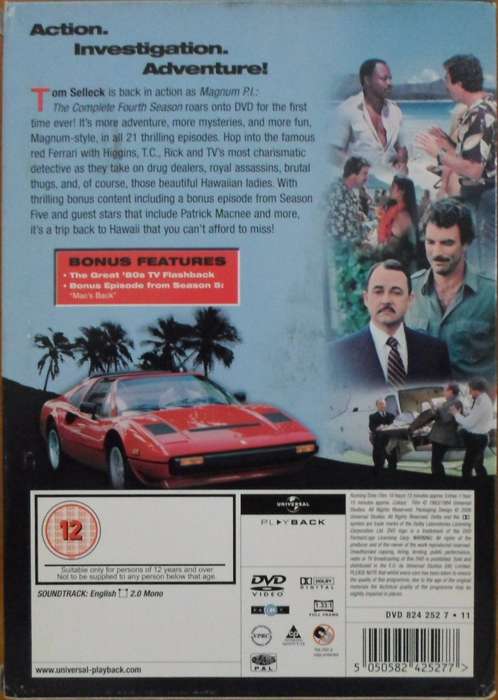 Action.
Investigation.
Adventure!
Tom Selleck is back in action as Magnum P.I.:
The Complete Fourth Season roars onto DVD for the first
time ever! It's more adventure, more mysteries, and more fun,
Magnum-style, in all 21 thrilling episodes. Hop into the famous
red Ferrari with Higgins, T.C., Rick and TV's most charismatic
detective as they take on drug dealers, royal assassins, brutal
thugs, and, of course, those beautiful Hawaiian ladies. With
thrilling bonus content including a bonus episode from Season
Five and guest stars that include Patrick Macnee and more,
it's a trip back to Hawaii that you can't afford to miss!
BONUS FEATURES
• The Great '80s TV Flashback
• Bonus Episode from Season 5:
"Mac's Back"
12
Suitable only for persons of 12 years and over
Not to be supplied to any person below that age.
SOUNDTRACK: English 2.0 Mono
www.universal-playback.com
UNIVERSAL
PLAYBACK
DVD
VIDEO
DOLBY
DIGITAL
1.33:1
FULL FRAME
VPRC
PAL
DVD 824 252 7 • 11
5 050582 425277 >